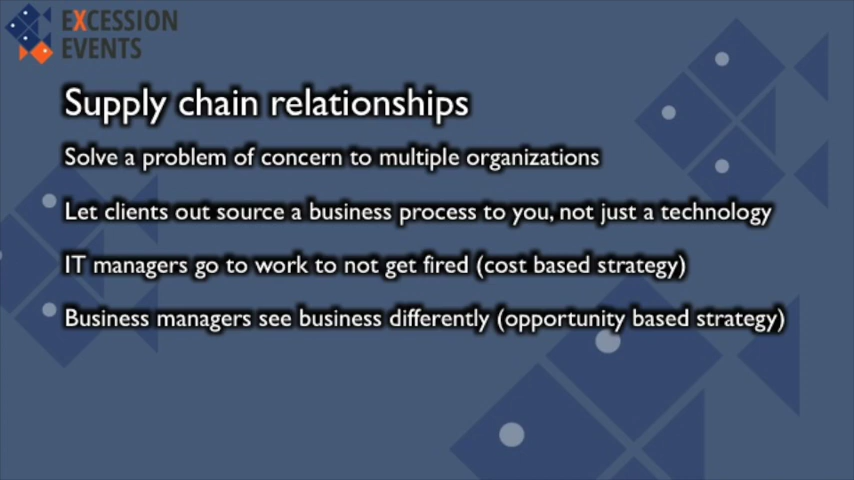 EXCESSION
EVENTS
Supply chain relationships
Solve a problem of concern to multiple organizations
Let clients out source a business process to you, not just a technology
IT managers go to work to not get fired (cost based strategy)
Business managers see business differently (opportunity based strategy)